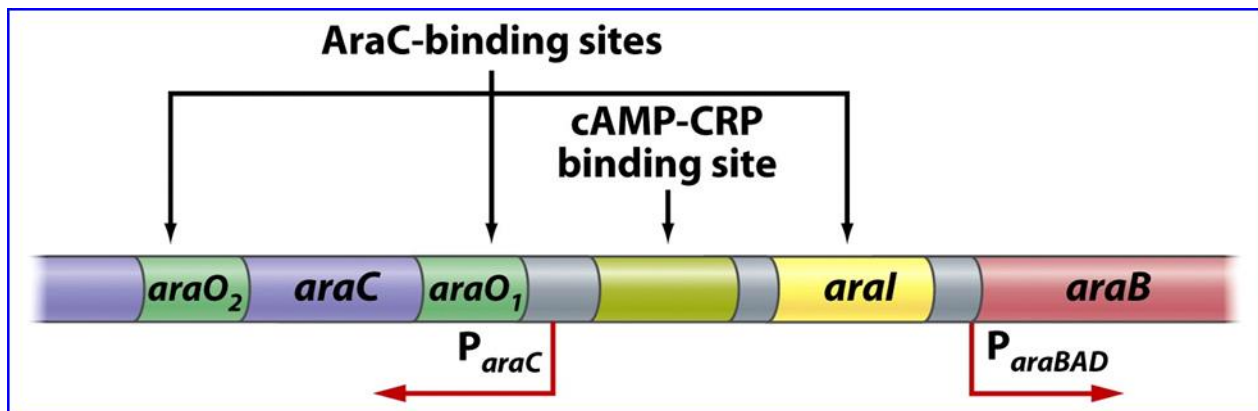 AraC-binding sites
cAMP-CRP
binding site
araO2 araC araO1 araI araB
ParaC ParaBAD